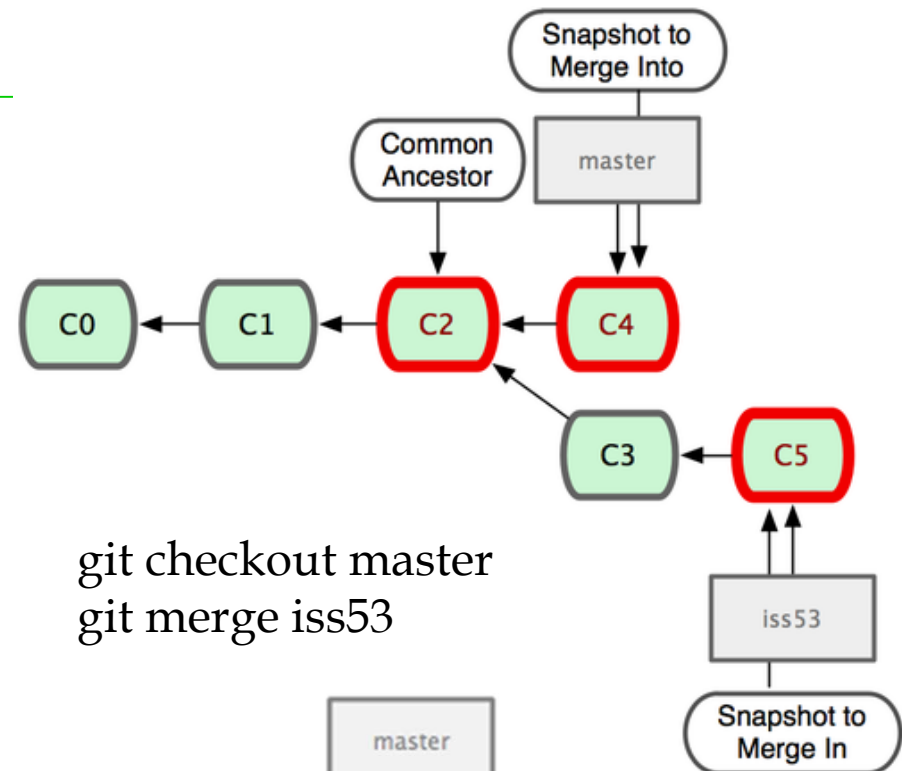 Snapshot to
Merge Into
Common
Ancestor
master
C0
C1
C2
C4
C3
C5
git checkout master
git merge iss53
iss53
Snapshot to
Merge In
master